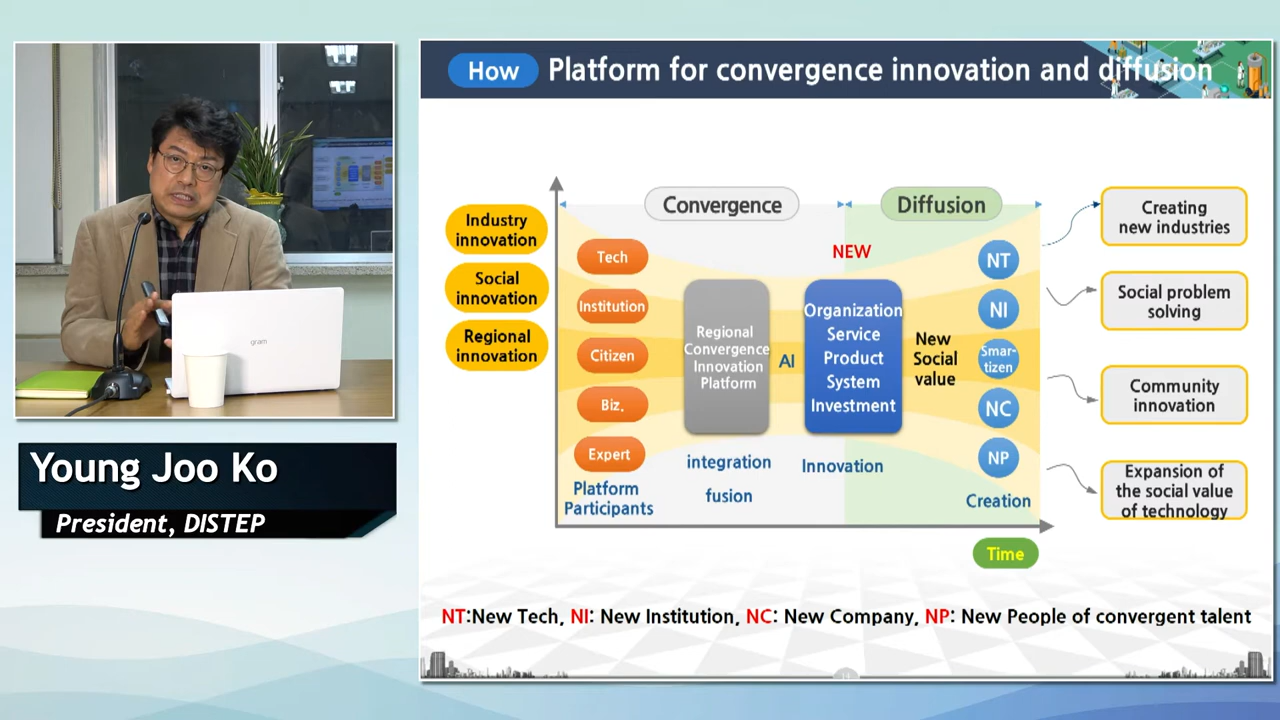 How Platform for convergence innovation and diffusion
Convergence
Diffusion
Industry
innovation
Social
innovation
Regional
innovation
Tech
Institution
Citizen
Biz.
Expert
Platform
Participants
Regional
Convergence
Innovation
Platform
integration
fusion
AI
NEW
Organization
Service
Product
System
Investment
Innovation
New
Social
value
NT
NI
Smar-
tizen
NC
NP
Creation
Time
Creating
new industries
Social problem
solving
Community
innovation
Expansion of
the social value
of technology
NT:New Tech, NI: New Institution, NC: New Company, NP: New People of convergent talent
gram
Young Joo Ko
President, DISTEP